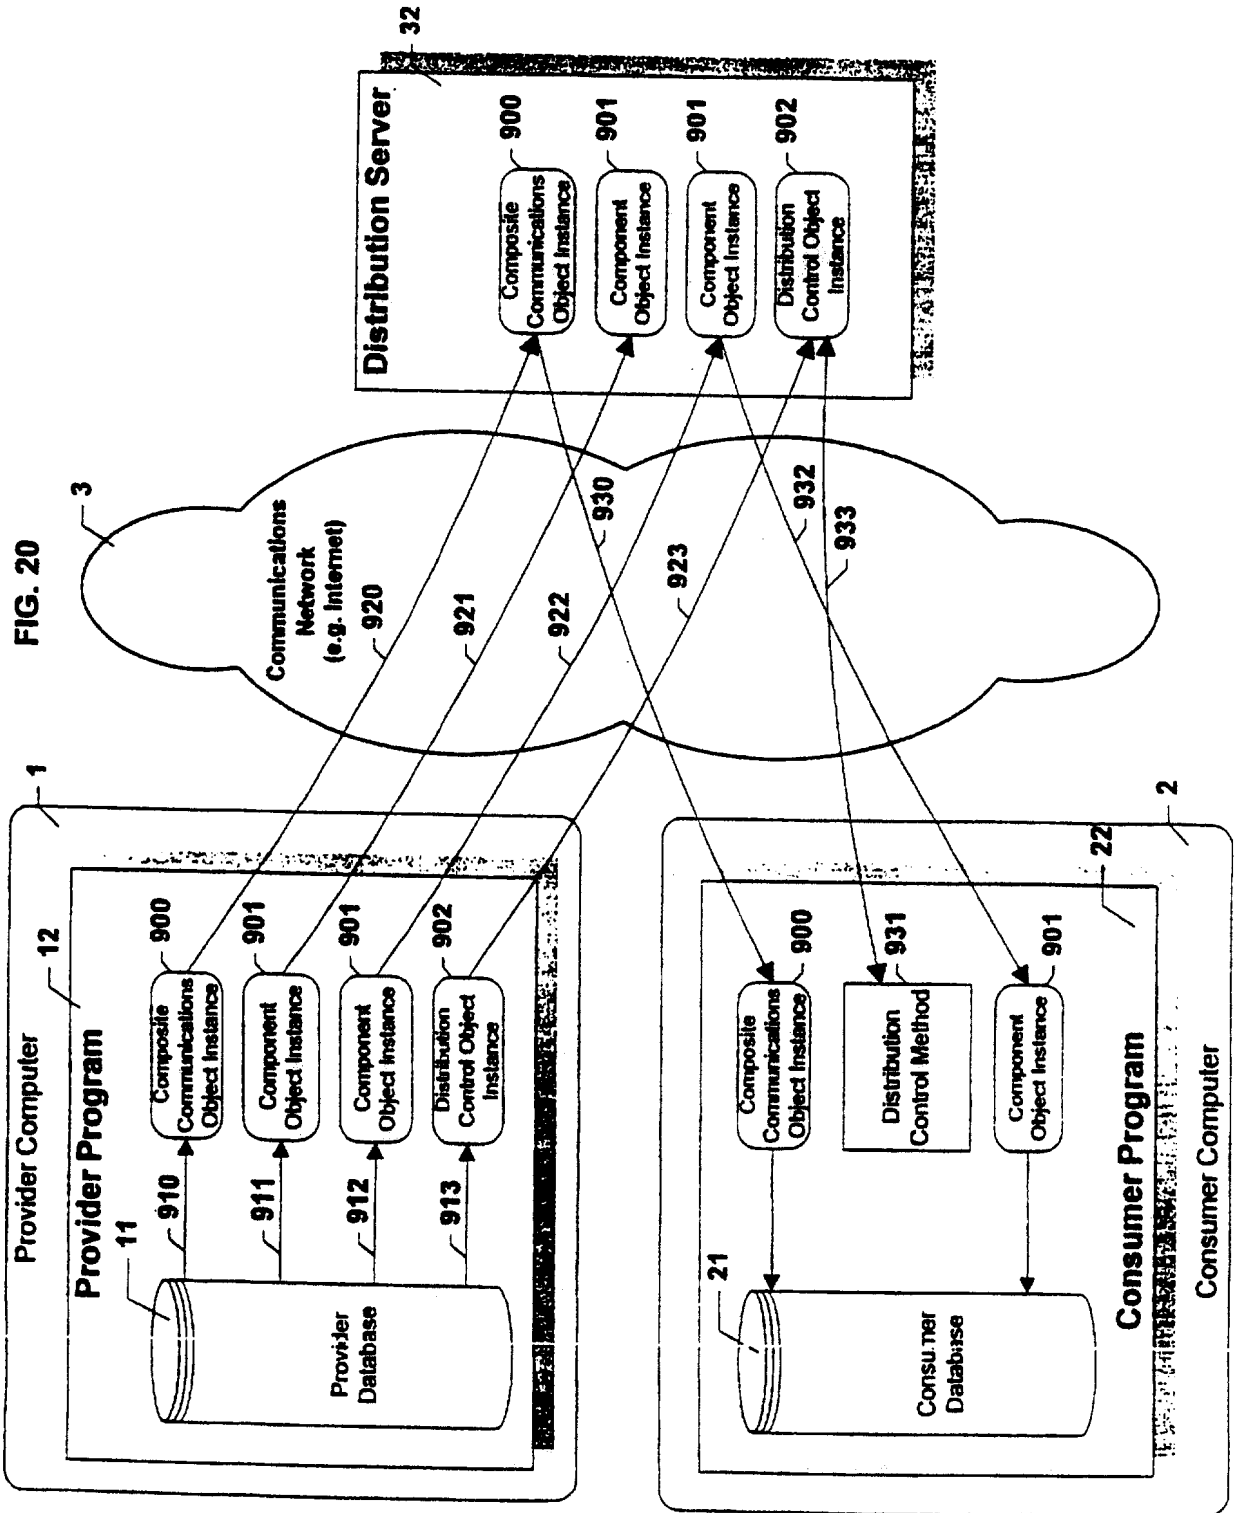 FIG. 20
Provider Computer
1
Provider Program
12
11
Provider
Database
910
911
912
913
Composite
Communications
Object Instance
900
Component
Object Instance
901
Component
Object Instance
901
Distribution
Control Object
Instance
902
3
Communications
Network
(e.g. Internet)
920
921
922
923
930
932
933
Distribution Server
32
Composite
Communications
Object Instance
900
Component
Object Instance
901
Component
Object Instance
901
Distribution
Control Object
Instance
902
21
Consumer
Database
Composite
Communications
Object Instance
900
Distribution
Control Method
931
Component
Object Instance
901
Consumer Program
22
Consumer Computer
2